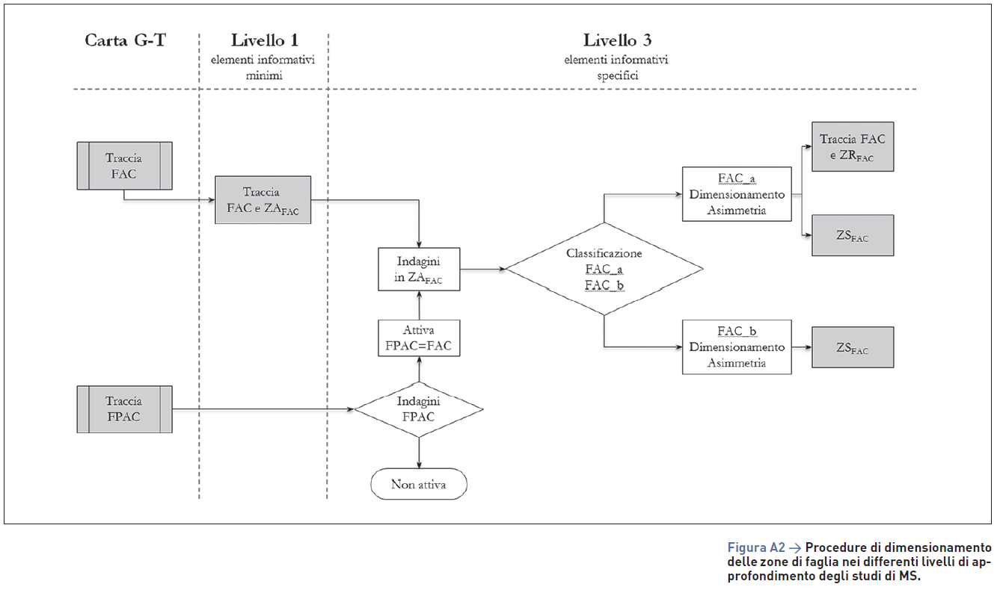 Carta G-T
Livello 1
elementi informativi
minimi
Livello 3
elementi informativi
specifici
Traccia
FAC
Traccia
FAC e ZAFAC
Indagini
in ZAFAC
Classificazione
FAC_a
FAC_b
FAC_a
Dimensionamento
Asimmetria
Traccia FAC
e ZRFAC
ZSFAC
Attiva
FPAC=FAC
FAC_b
Dimensionamento
Asimmetria
ZSFAC
Traccia
FPAC
Indagini
FPAC
Non attiva
Figura A2 → Procedure di dimensionamento
delle zone di faglia nei differenti livelli di ap-
profondimento degli studi di MS.